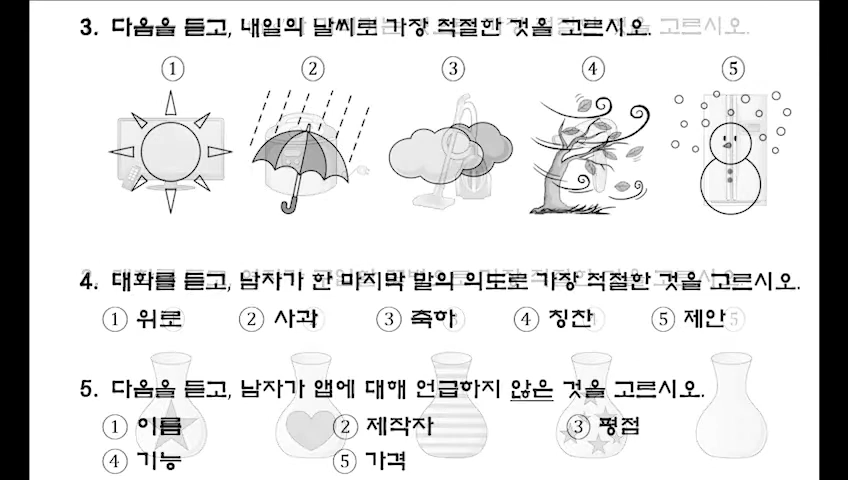 3. 다음을 듣고, 내일의 날씨로 가장 적절한 것을 고르시오.
① ② ③ ④ ⑤
4. 대화를 듣고, 남자가 한 마지막 말의 의도로 가장 적절한 것을 고르시오.
① 위로 ② 사과 ③ 축하 ④ 칭찬 ⑤ 제안
5. 다음을 듣고, 남자가 앱에 대해 언급하지 않은 것을 고르시오.
① 이름 ② 제작자 ③ 평점
④ 기능 ⑤ 가격